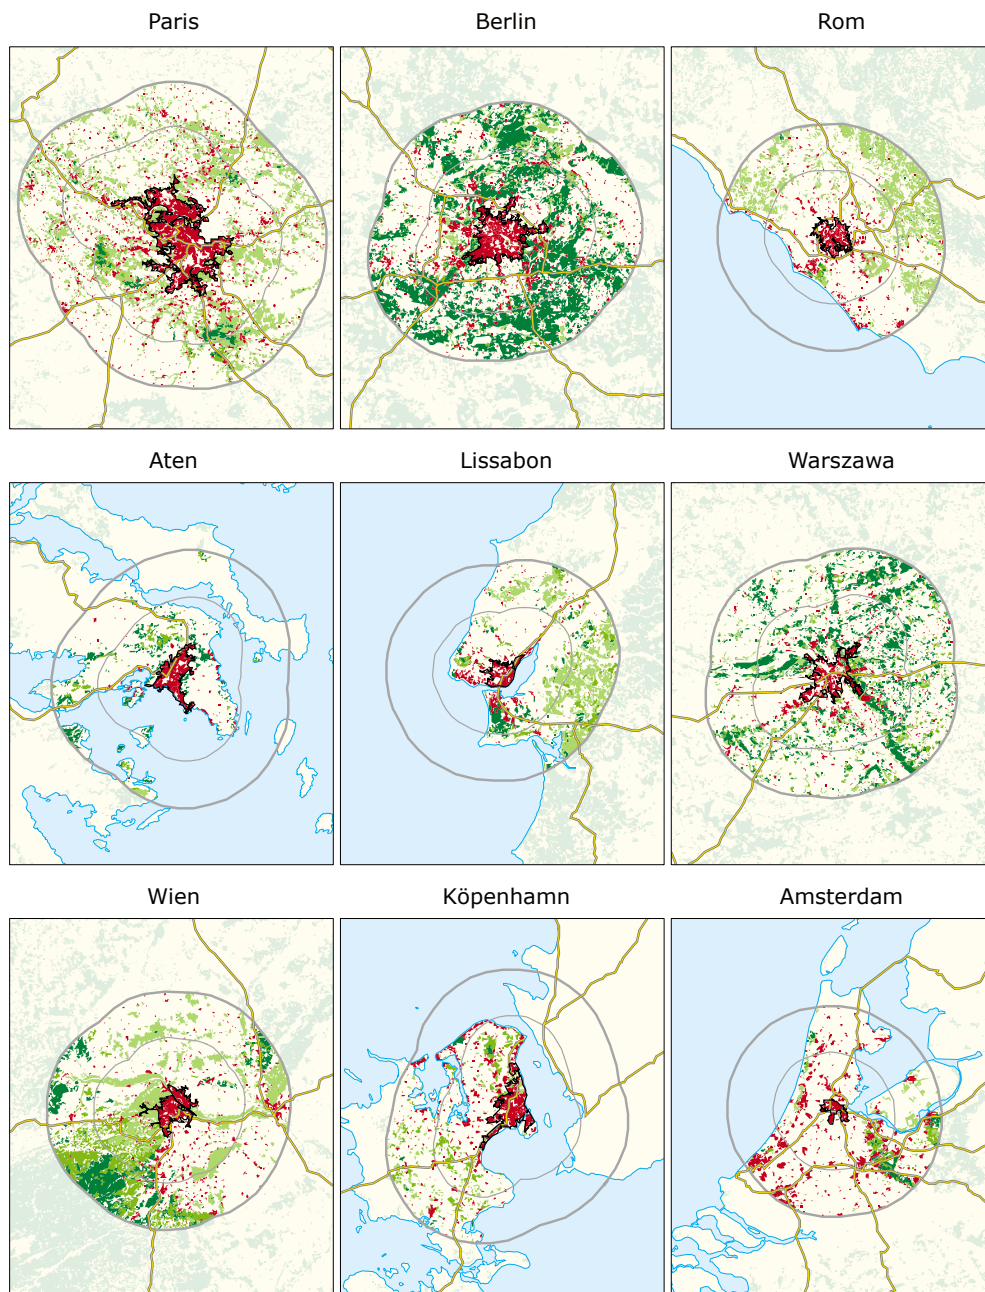 Paris
Berlin
Rom
Aten
Lissabon
Warszawa
Wien
Köpenhamn
Amsterdam